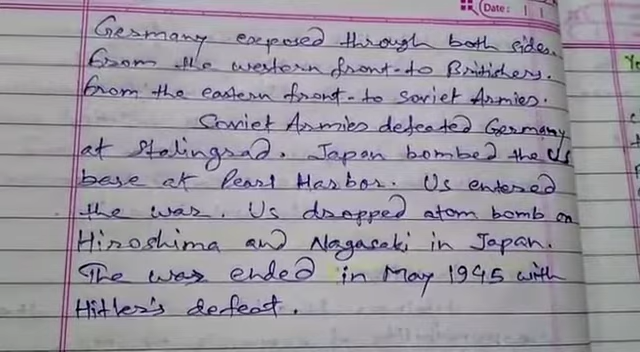 Date:
Germany exposed through both sides.
from the western front-to Britishers.
from the eastern front-to Soviet Armies.
Soviet Armies defeated Germany
at Stalingrad. Japan bombed the US
base at Pearl Harbor. Us entered
the war. Us dropped atom bomb on
Hiroshima and Nagasaki in Japan.
The war ended in May 1945 with
Hitler's defeat.